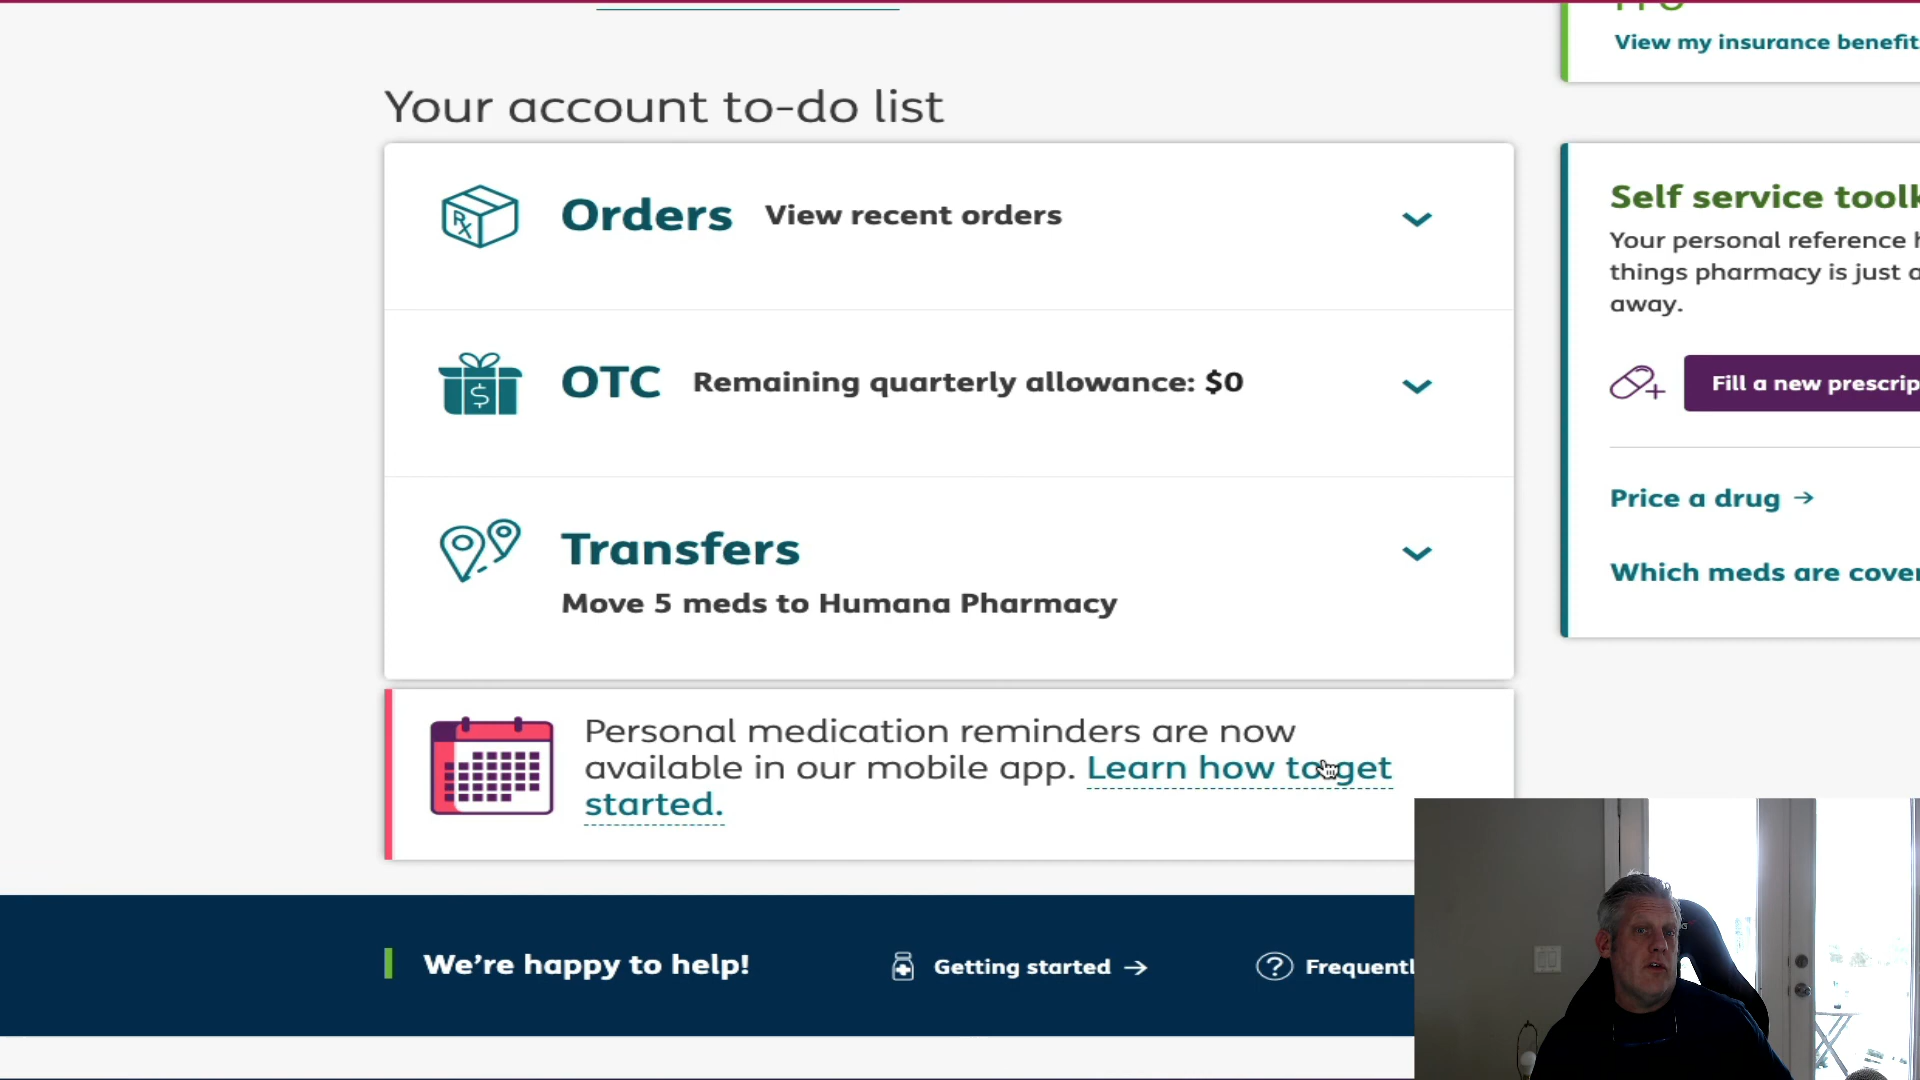 View my insurance benefit
Your account to-do list
Orders View recent orders
OTC Remaining quarterly allowance: $0
Transfers
Move 5 meds to Humana Pharmacy
Personal medication reminders are now
available in our mobile app. Learn how to get
started.
Self service toolk
Your personal reference h
things pharmacy is just a
away.
Fill a new prescrip
Price a drug
Which meds are cover
We're happy to help!
Getting started
Frequentl